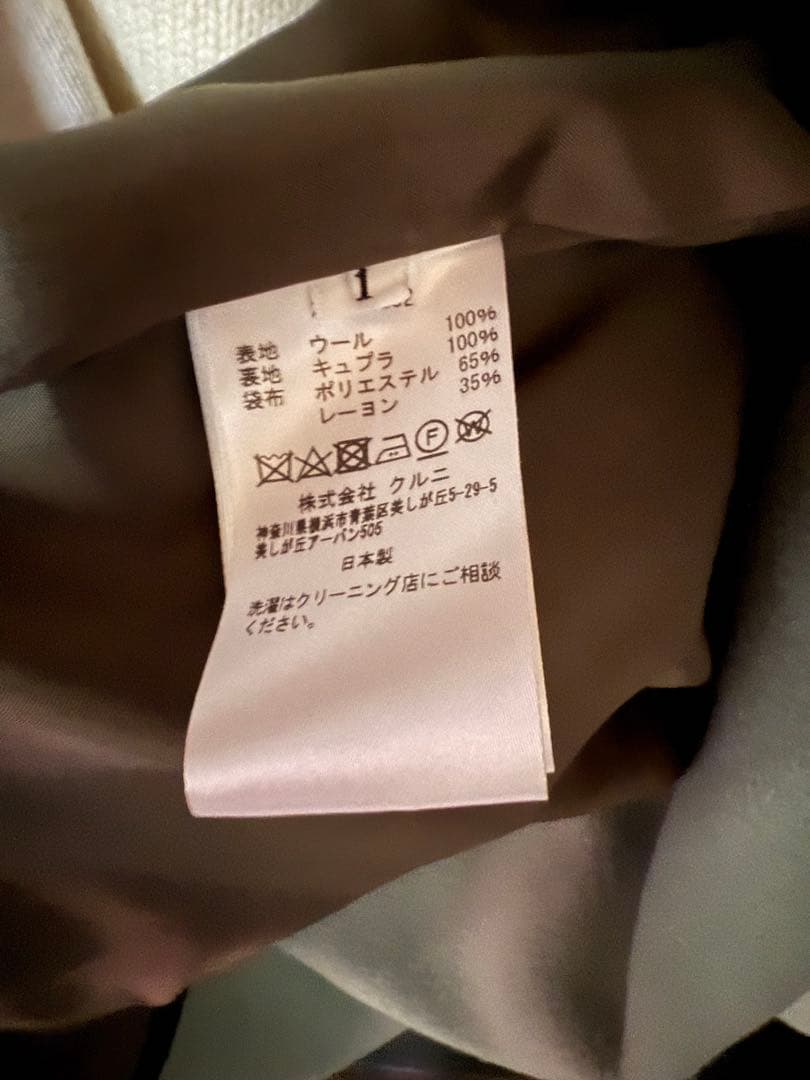 1
表地 ウール 100%
裏地 キュプラ 100%
袋布 ポリエステル 65%
レーヨン 35%
F W
株式会社 クルニ
神奈川県横浜市青葉区美しが丘5-29-5
美しが丘アーバン505
日本製
洗濯はクリーニング店にご相談
ください。